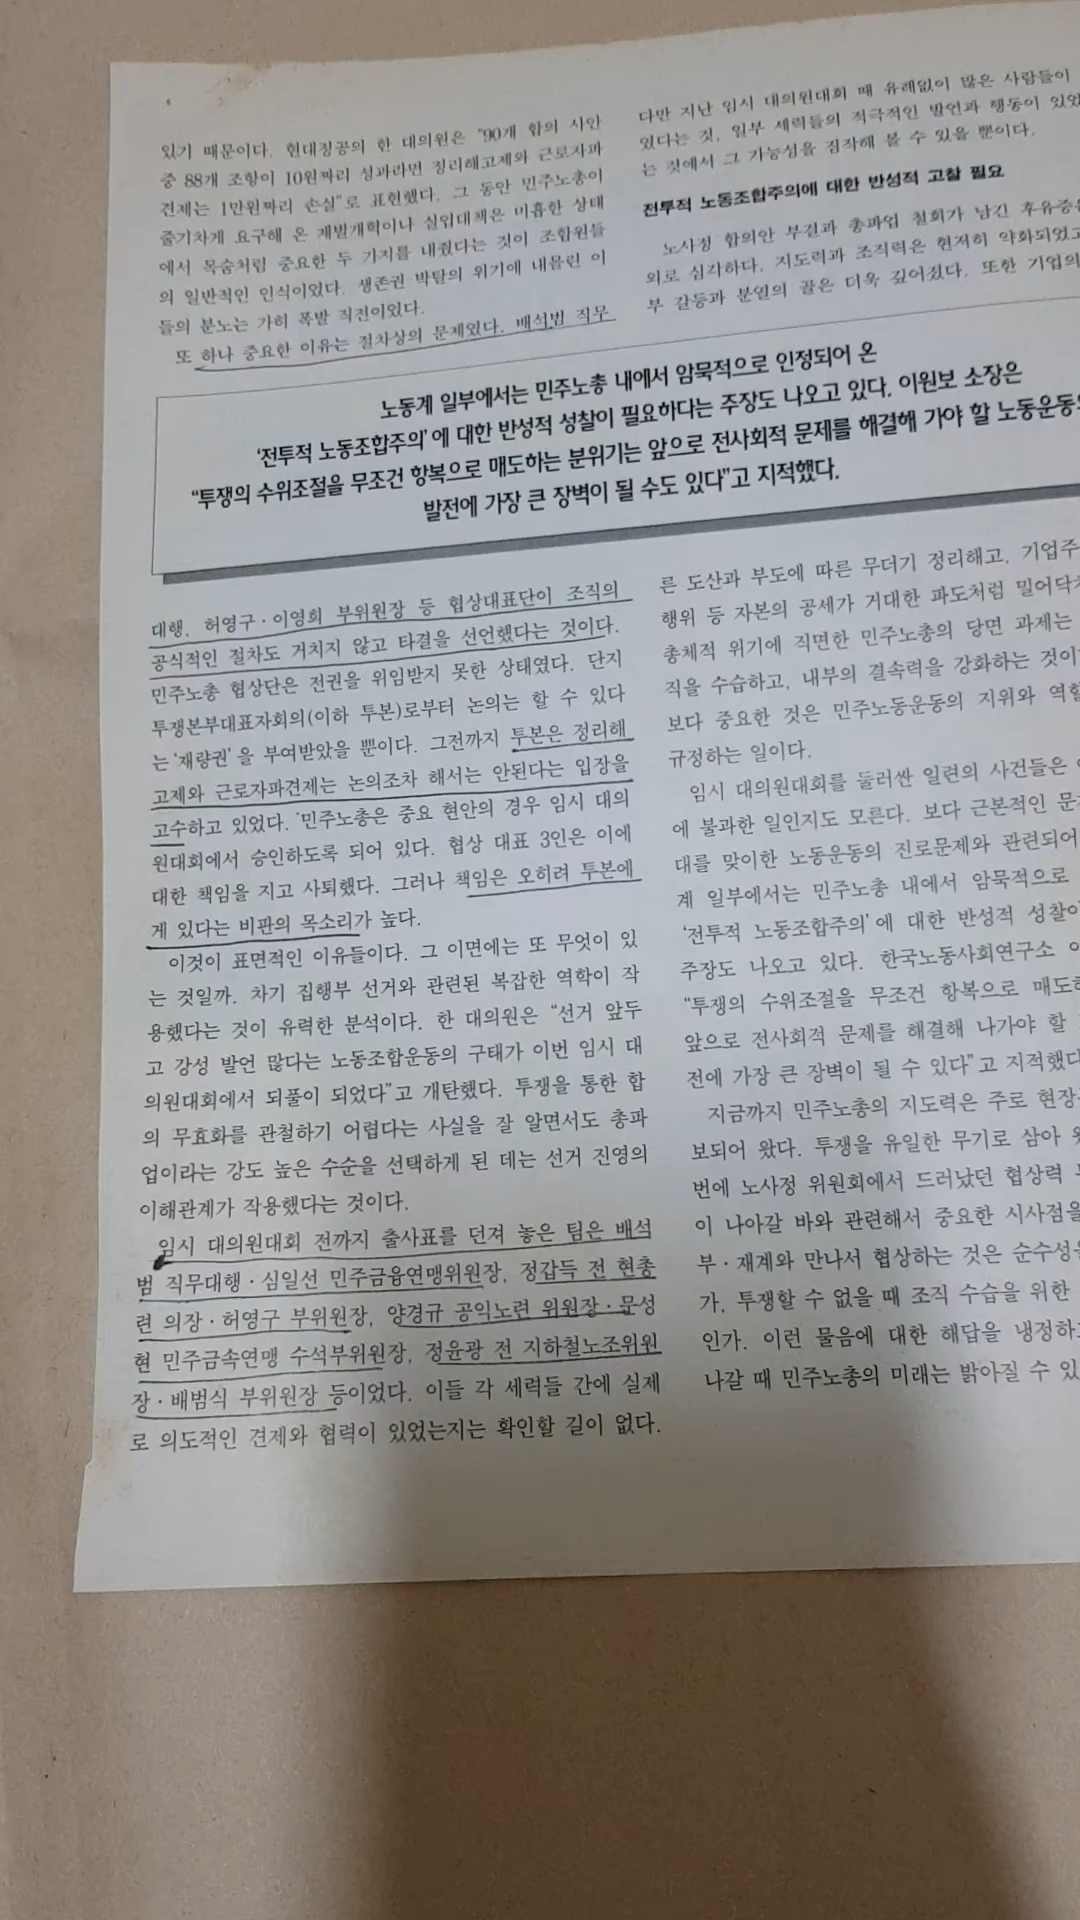 있기 때문이다. 현대정공의 한 대의원은 "90개 합의 사안
중 88개 조항이 10원짜리 성과라면 정리해고제와 근로자파
견제는 1만원짜리 손실"로 표현했다. 그 동안 민주노총이
줄기차게 요구해 온 재벌개혁이나 실업대책은 미흡한 상태
에서 목숨처럼 중요한 두 가지를 내줬다는 것이 조합원들
의 일반적인 인식이었다. 생존권 박탈의 위기에 내몰린 이
들의 분노는 가히 폭발 직전이었다.
또 하나 중요한 이유는 절차상의 문제였다. 배석범 직무
다만 지난 임시 대의원대회 때 유례없이 많은 사람들이
있다는 것, 일부 세력들의 적극적인 발언과 행동이 있었
는 것에서 그 가능성을 짐작해 볼 수 있을 뿐이다.
전투적 노동조합주의에 대한 반성적 고찰 필요
노사정 합의안 부결과 총파업 철회가 남긴 후유증은
외로 심각하다. 지도력과 조직력은 현저히 약화되었고
부 갈등과 분열의 골은 더욱 깊어졌다. 또한 기업의
노동계 일부에서는 민주노총 내에서 암묵적으로 인정되어 온
'전투적 노동조합주의'에 대한 반성적 성찰이 필요하다는 주장도 나오고 있다. 이원보 소장은
"투쟁의 수위조절을 무조건 항복으로 매도하는 분위기는 앞으로 전사회적 문제를 해결해 가야 할 노동운동의
발전에 가장 큰 장벽이 될 수도 있다"고 지적했다.
대행, 허영구·이영희 부위원장 등 협상대표단이 조직의
공식적인 절차도 거치지 않고 타결을 선언했다는 것이다.
민주노총 협상단은 전권을 위임받지 못한 상태였다. 단지
투쟁본부대표자회의(이하 투본)로부터 논의는 할 수 있다
는 '재량권'을 부여받았을 뿐이다. 그전까지 투본은 정리해
고제와 근로자파견제는 논의조차 해서는 안된다는 입장을
고수하고 있었다. '민주노총은 중요 현안의 경우 임시 대의
원대회에서 승인하도록 되어 있다. 협상 대표 3인은 이에
대한 책임을 지고 사퇴했다. 그러나 책임은 오히려 투본에
게 있다는 비판의 목소리가 높다.
이것이 표면적인 이유들이다. 그 이면에는 또 무엇이 있
는 것일까. 차기 집행부 선거와 관련된 복잡한 역학이 작
용했다는 것이 유력한 분석이다. 한 대의원은 "선거 앞두
고 강성 발언 많다는 노동조합운동의 구태가 이번 임시 대
의원대회에서 되풀이 되었다"고 개탄했다. 투쟁을 통한 합
의 무효화를 관철하기 어렵다는 사실을 잘 알면서도 총파
업이라는 강도 높은 수순을 선택하게 된 데는 선거 진영의
이해관계가 작용했다는 것이다.
임시 대의원대회 전까지 출사표를 던져 놓은 팀은 배석
범 직무대행·심일선 민주금융연맹위원장, 정갑득 전 현총
련 의장·허영구 부위원장, 양경규 공익노련 위원장·문성
현 민주금속연맹 수석부위원장, 정윤광 전 지하철노조위원
장·배범식 부위원장 등이었다. 이들 각 세력들 간에 실제
로 의도적인 견제와 협력이 있었는지는 확인할 길이 없다.
른 도산과 부도에 따른 무더기 정리해고, 기업주
행위 등 자본의 공세가 거대한 파도처럼 밀어닥치
총체적 위기에 직면한 민주노총의 당면 과제는
직을 수습하고, 내부의 결속력을 강화하는 것이
보다 중요한 것은 민주노동운동의 지위와 역할
규정하는 일이다.
임시 대의원대회를 둘러싼 일련의 사건들은
에 불과한 일인지도 모른다. 보다 근본적인 문
대를 맞이한 노동운동의 진로문제와 관련되어
계 일부에서는 민주노총 내에서 암묵적으로
'전투적 노동조합주의'에 대한 반성적 성찰이
주장도 나오고 있다. 한국노동사회연구소 이
"투쟁의 수위조절을 무조건 항복으로 매도하
앞으로 전사회적 문제를 해결해 나가야 할
전에 가장 큰 장벽이 될 수 있다"고 지적했다
지금까지 민주노총의 지도력은 주로 현장
보되어 왔다. 투쟁을 유일한 무기로 삼아
번에 노사정 위원회에서 드러났던 협상력
이 나아갈 바와 관련해서 중요한 시사점을
부·재계와 만나서 협상하는 것은 순수성
가, 투쟁할 수 없을 때 조직 수습을 위한
인가. 이런 물음에 대한 해답을 냉정하
나갈 때 민주노총의 미래는 밝아질 수 있